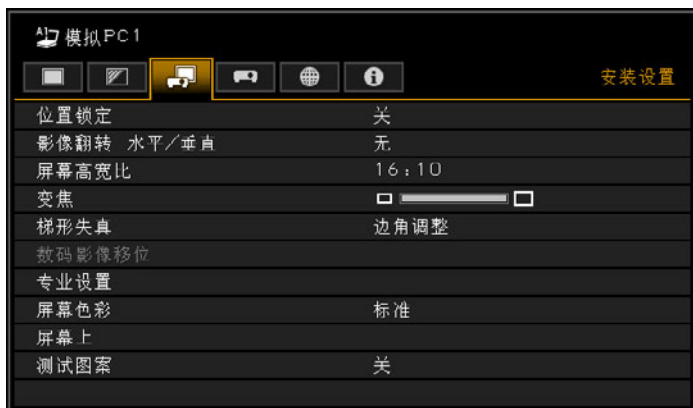 模拟PC1
安装设置
位置锁定 关
影像翻转 水平/垂直 无
屏幕高宽比 16:10
变焦
梯形失真 边角调整
数码影像移位
专业设置
屏幕色彩 标准
屏幕上
测试图案 关